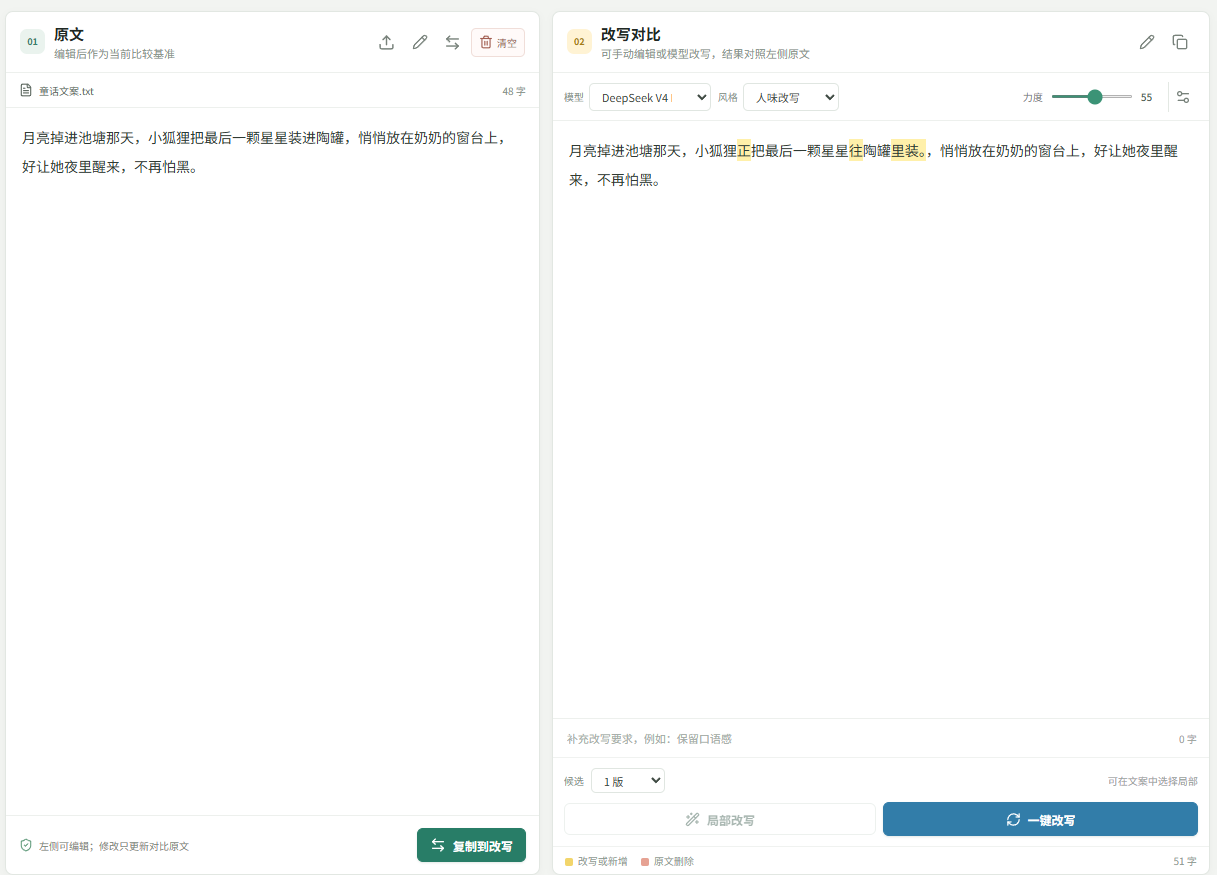 01
原文
编辑后作为当前比较基准
清空
童话文案.txt
48 字
月亮掉进池塘那天，小狐狸把最后一颗星星装进陶罐，悄悄放在奶奶的窗台上，
好让她夜里醒来，不再怕黑。
左侧可编辑；修改只更新对比原文
复制到改写
02
改写对比
可手动编辑或模型改写，结果对照左侧原文
模型
DeepSeek V4
风格
人味改写
力度
55
月亮掉进池塘那天，小狐狸正把最后一颗星星往陶罐里装。，悄悄放在奶奶的窗台上，好让她夜里醒
来，不再怕黑。
补充改写要求，例如：保留口语感
0 字
候选
1 版
可在文案中选择局部
局部改写
一键改写
改写或新增
原文删除
51 字